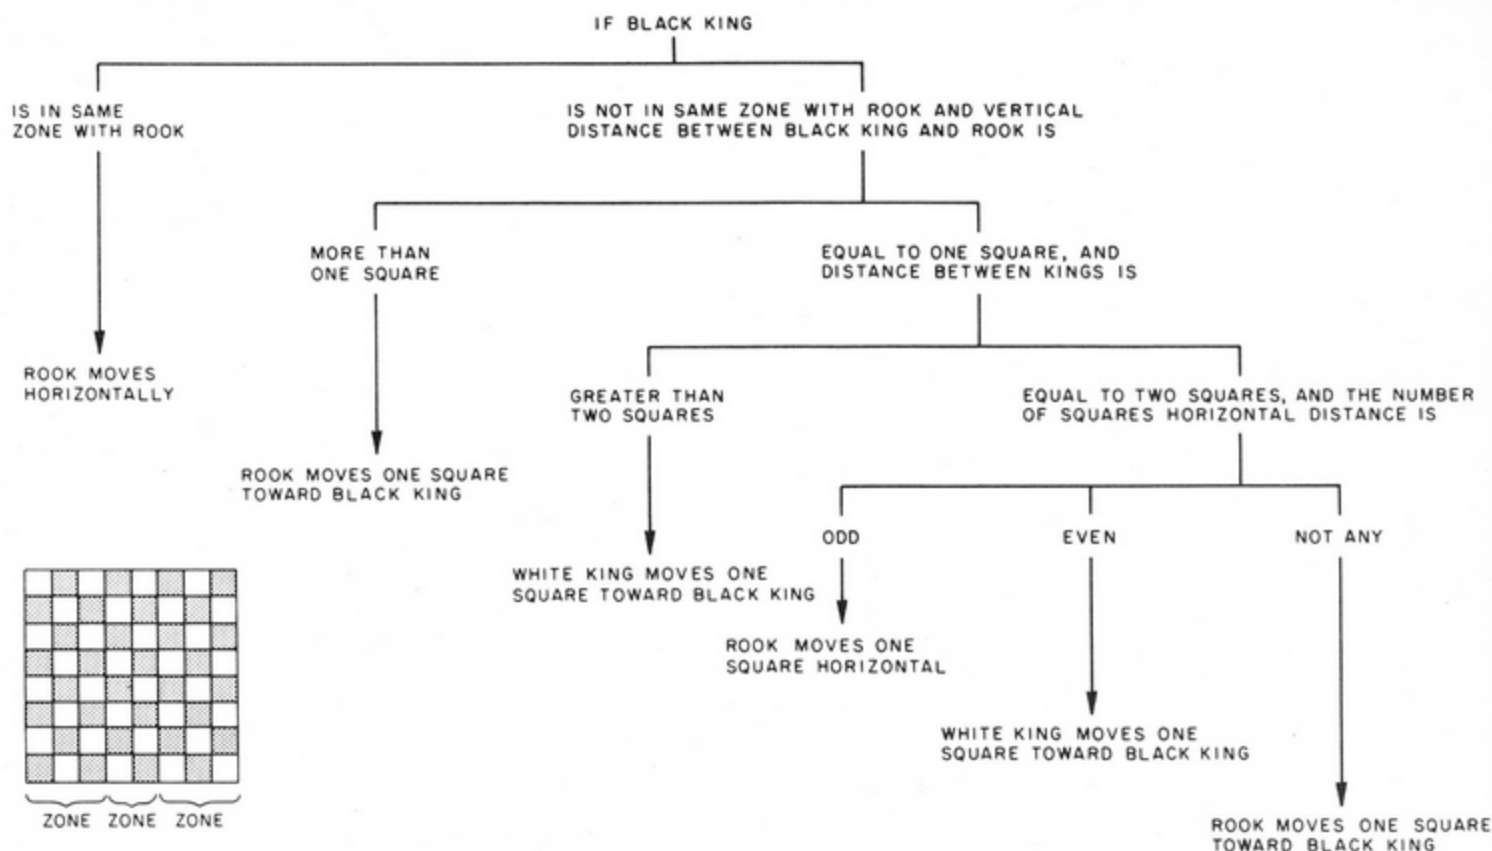 IF BLACK KING
IS IN SAME
ZONE WITH ROOK
IS NOT IN SAME ZONE WITH ROOK AND VERTICAL
DISTANCE BETWEEN BLACK KING AND ROOK IS
MORE THAN
ONE SQUARE
EQUAL TO ONE SQUARE, AND
DISTANCE BETWEEN KINGS IS
ROOK MOVES
HORIZONTALLY
GREATER THAN
TWO SQUARES
EQUAL TO TWO SQUARES, AND THE NUMBER
OF SQUARES HORIZONTAL DISTANCE IS
ROOK MOVES ONE SQUARE
TOWARD BLACK KING
ODD
EVEN
NOT ANY
WHITE KING MOVES ONE
SQUARE TOWARD BLACK KING
ROOK MOVES ONE
SQUARE HORIZONTAL
WHITE KING MOVES ONE
SQUARE TOWARD BLACK KING
ROOK MOVES ONE SQUARE
TOWARD BLACK KING
ZONE ZONE ZONE